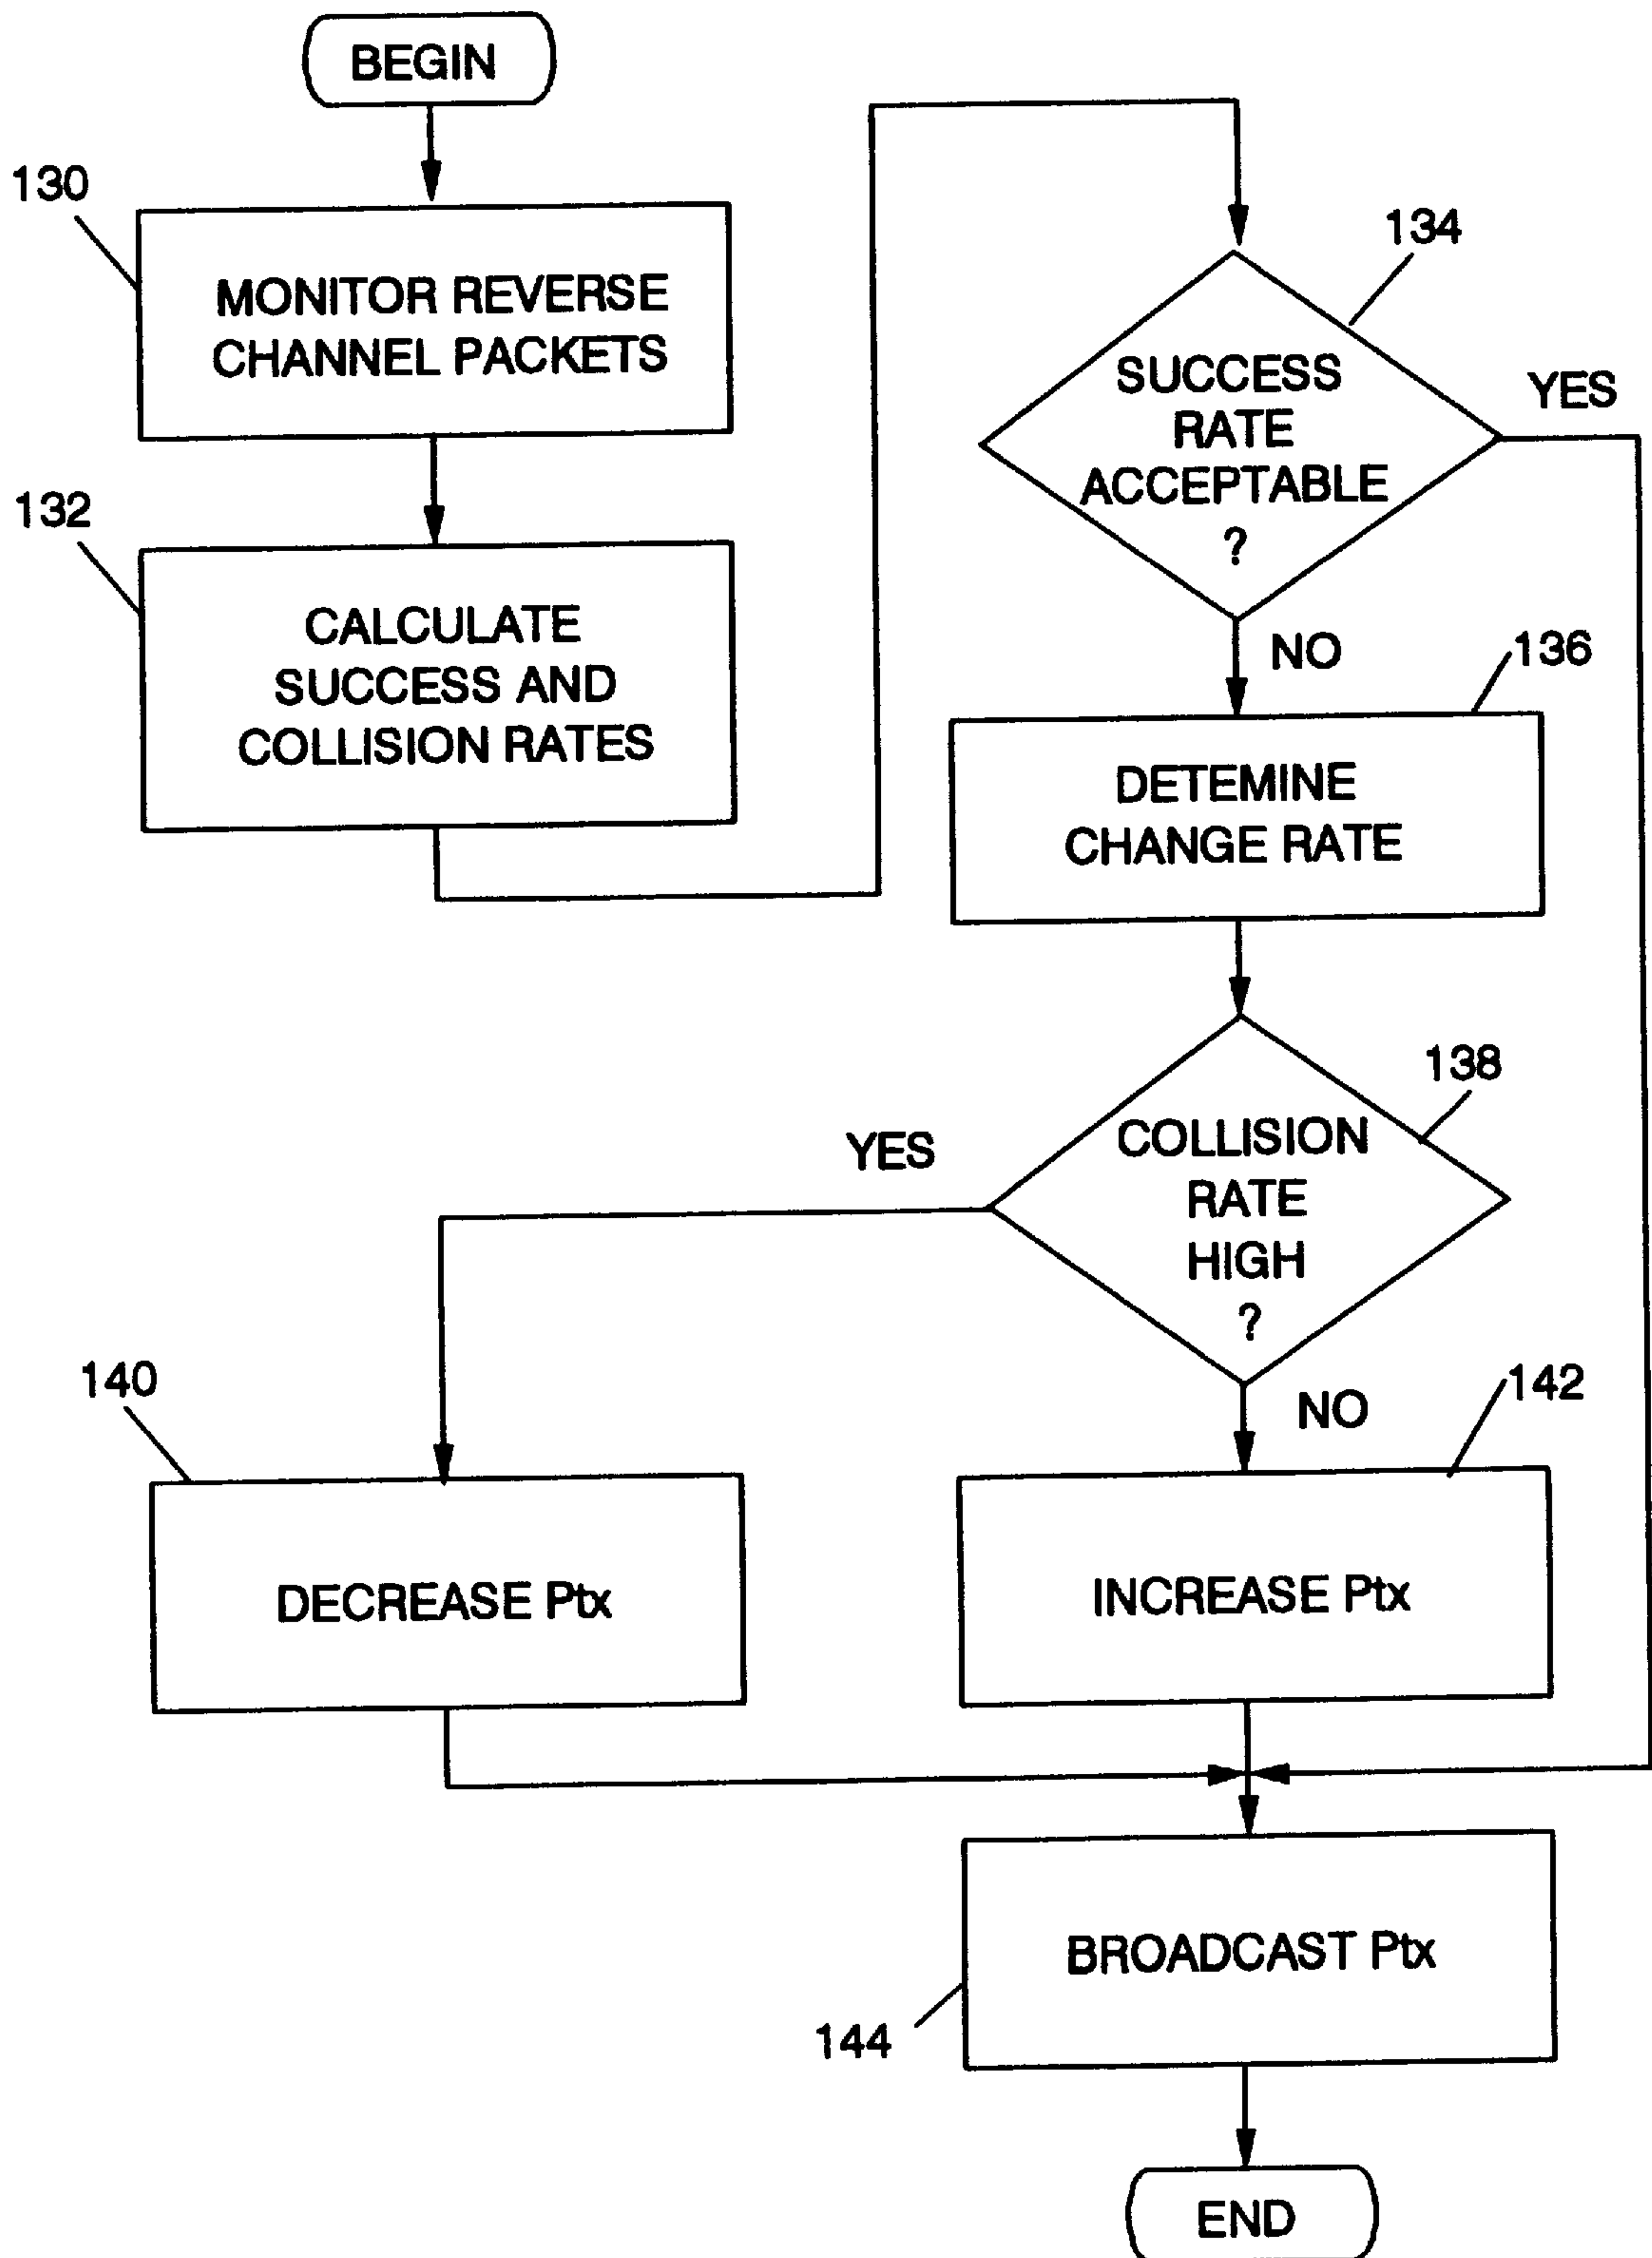 BEGIN
130
MONITOR REVERSE
CHANNEL PACKETS
132
CALCULATE
SUCCESS AND
COLLISION RATES
134
SUCCESS
RATE
ACCEPTABLE
?
YES
NO
136
DETEMINE
CHANGE RATE
138
COLLISION
RATE
HIGH
?
YES
NO
140
DECREASE Ptx
142
INCREASE Ptx
BROADCAST Ptx
144
END